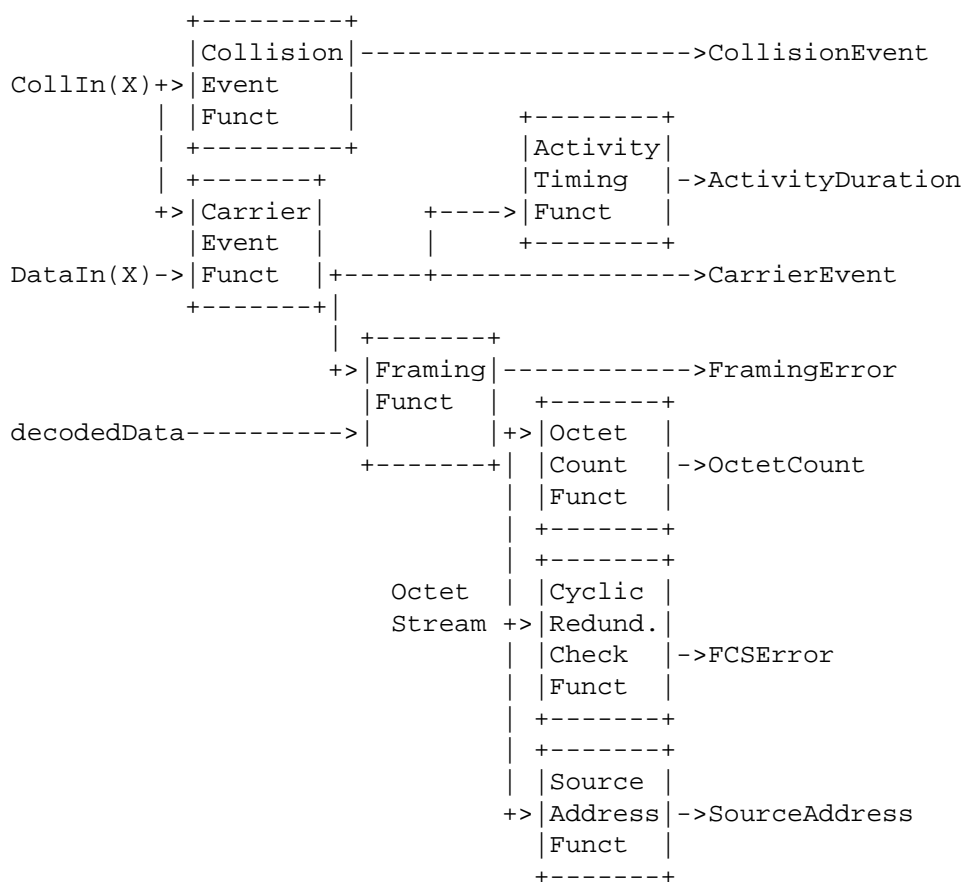 Collision CollisionEvent
CollIn(X) Event
Funct
Activity
Timing ActivityDuration
Carrier Funct
Event
DataIn(X) Funct CarrierEvent
Framing FramingError
Funct
decodedData Octet
Count OctetCount
Funct
Octet Cyclic
Stream Redund.
Check FCSError
Funct
Source
Address SourceAddress
Funct